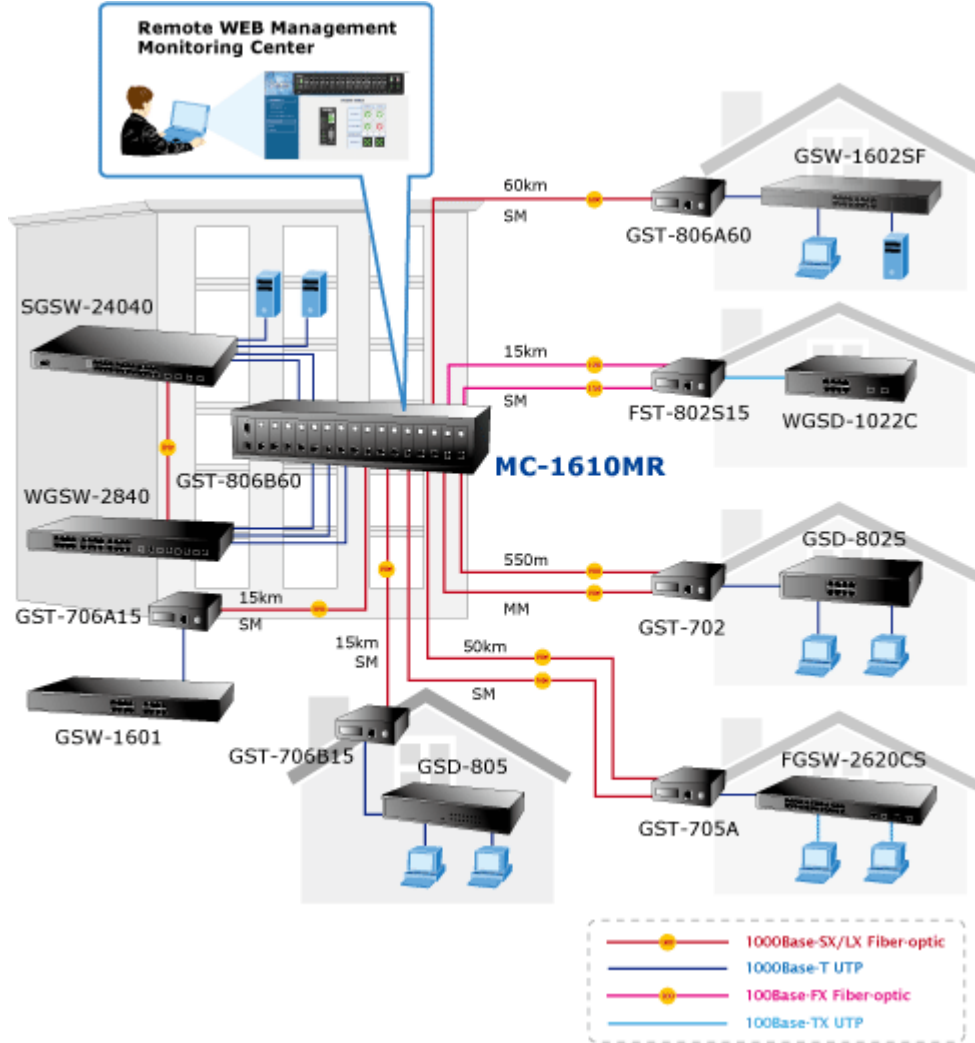 Remote WEB Management
Monitoring Center
60km
SM
GST-806A60
GSW-1602SF
SGSW-24040
15km
SM
FST-802S15
WGSD-1022C
MC-1610MR
GST-806B60
WGSW-2840
550m
MM
GST-702
GSD-802S
GST-706A15
15km
SM
15km
SM
50km
SM
GSW-1601
GST-706B15
GSD-805
GST-705A
FGSW-2620CS
1000Base-SX/LX Fiber-optic
1000Base-T UTP
100Base-FX Fiber-optic
100Base-TX UTP